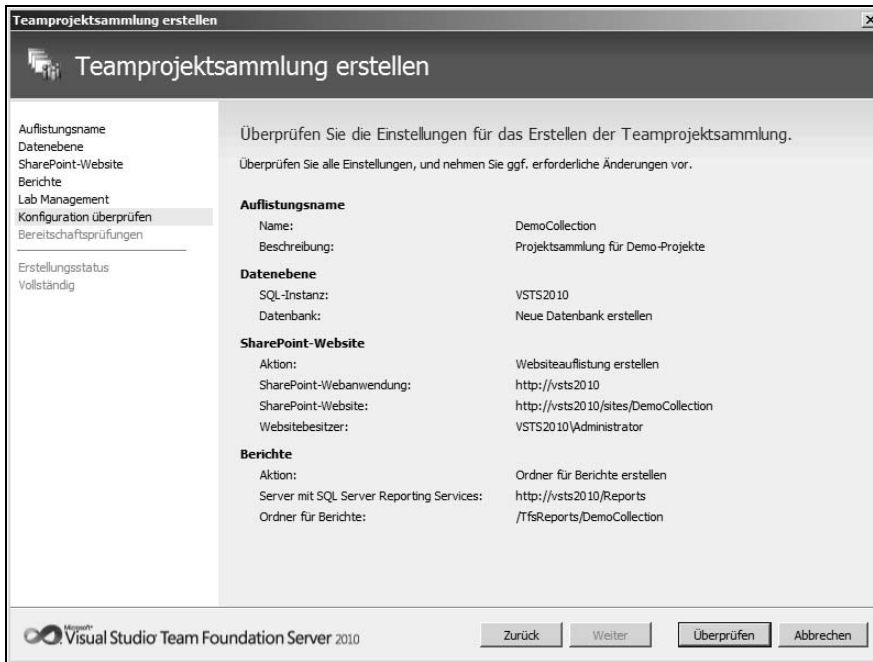 Teamprojektsammlung erstellen
Teamprojektsammlung erstellen
Auflistungsname
Datenebene
SharePoint-Website
Berichte
Lab Management
Konfiguration überprüfen
Bereitschaftsprüfungen
Erstellungsstatus
Vollständig
Überprüfen Sie die Einstellungen für das Erstellen der Teamprojektsammlung.
Überprüfen Sie alle Einstellungen, und nehmen Sie ggf. erforderliche Änderungen vor.
Auflistungsname
Name: DemoCollection
Beschreibung: Projektsammlung für Demo-Projekte
Datenebene
SQL-Instanz: VSTS2010
Datenbank: Neue Datenbank erstellen
SharePoint-Website
Aktion: Websiteauflistung erstellen
SharePoint-Webanwendung: http://vsts2010
SharePoint-Website: http://vsts2010/sites/DemoCollection
Websitebesitzer: VSTS2010\Administrator
Berichte
Aktion: Ordner für Berichte erstellen
Server mit SQL Server Reporting Services: http://vsts2010/Reports
Ordner für Berichte: /TfsReports/DemoCollection
Microsoft®
Visual Studio Team Foundation Server 2010
Zurück Weiter Überprüfen Abbrechen